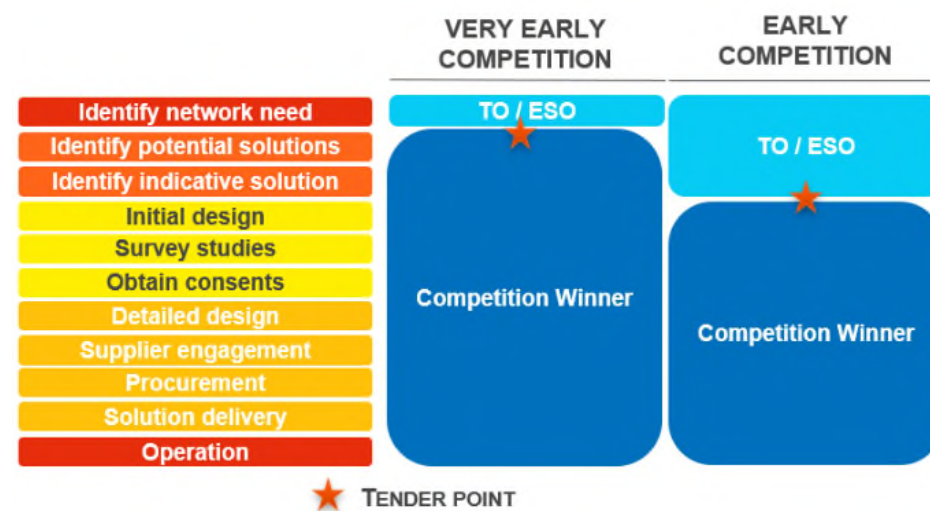 VERY EARLY
COMPETITION
EARLY
COMPETITION
Identify network need
TO / ESO
Identify potential solutions
TO / ESO
Identify indicative solution
Initial design
Survey studies
Obtain consents
Competition Winner
Detailed design
Competition Winner
Supplier engagement
Procurement
Solution delivery
Operation
TENDER POINT